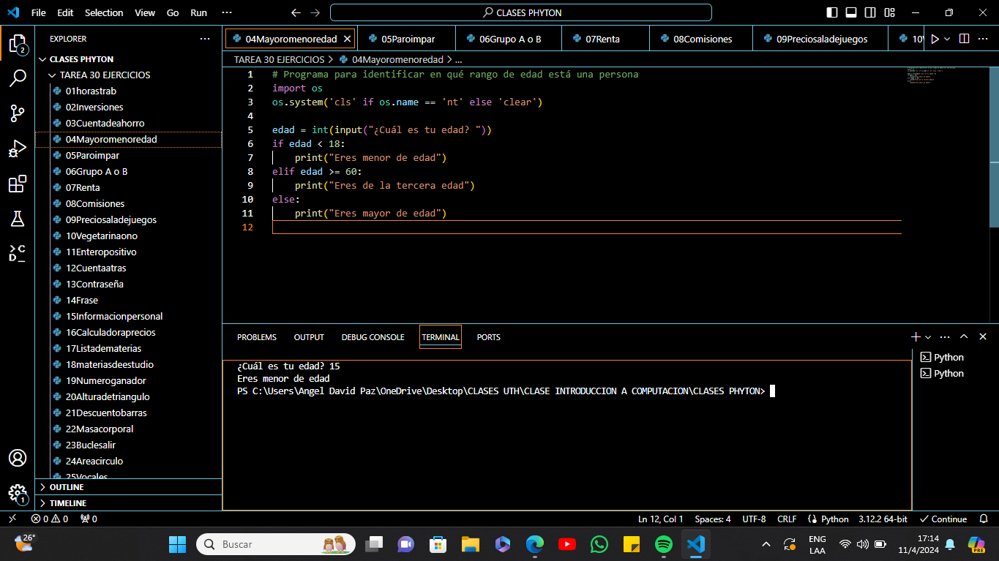 File Edit Selection View Go Run ··· CLASES PHYTON
EXPLORER ···
2
CLASES PHYTON
TAREA 30 EJERCICIOS
01horastrab
02Inversiones
03Cuentadeahorro
04Mayoromenoredad
05Paroimpar
06Grupo A o B
07Renta
08Comisiones
09Preciosaladejuegos
10Vegetarinaono
11Enteropositivo
12Cuentaatras
13Contraseña
14Frase
15Informacionpersonal
16Calculadoraprecios
17Listadematerias
18materiasdeestudio
19Numeroganador
20Alturadetriangulo
21Descuentobarras
22Masacorporal
23Buclesalir
24Areacirculo
25Vocales
OUTLINE
TIMELINE
1
04Mayoromenoredad 05Paroimpar 06Grupo A o B 07Renta 08Comisiones 09Preciosaladejuegos 10V
TAREA 30 EJERCICIOS > 04Mayoromenoredad > ...
1 # Programa para identificar en qué rango de edad está una persona
2 import os
3 os.system('cls' if os.name == 'nt' else 'clear')
4
5 edad = int(input("¿Cuál es tu edad? "))
6 if edad < 18:
7     print("Eres menor de edad")
8 elif edad >= 60:
9     print("Eres de la tercera edad")
10 else:
11     print("Eres mayor de edad")
12
PROBLEMS OUTPUT DEBUG CONSOLE TERMINAL PORTS
¿Cuál es tu edad? 15
Eres menor de edad
PS C:\Users\Angel David Paz\OneDrive\Desktop\CLASES UTH\CLASE INTRODUCCION A COMPUTACION\CLASES PHYTON>
Python
Python
0 0 0 Ln 12, Col 1 Spaces: 4 UTF-8 CRLF Python 3.12.2 64-bit Continue
26° Buscar ENG 17:14
LAA 11/4/2024
PRE